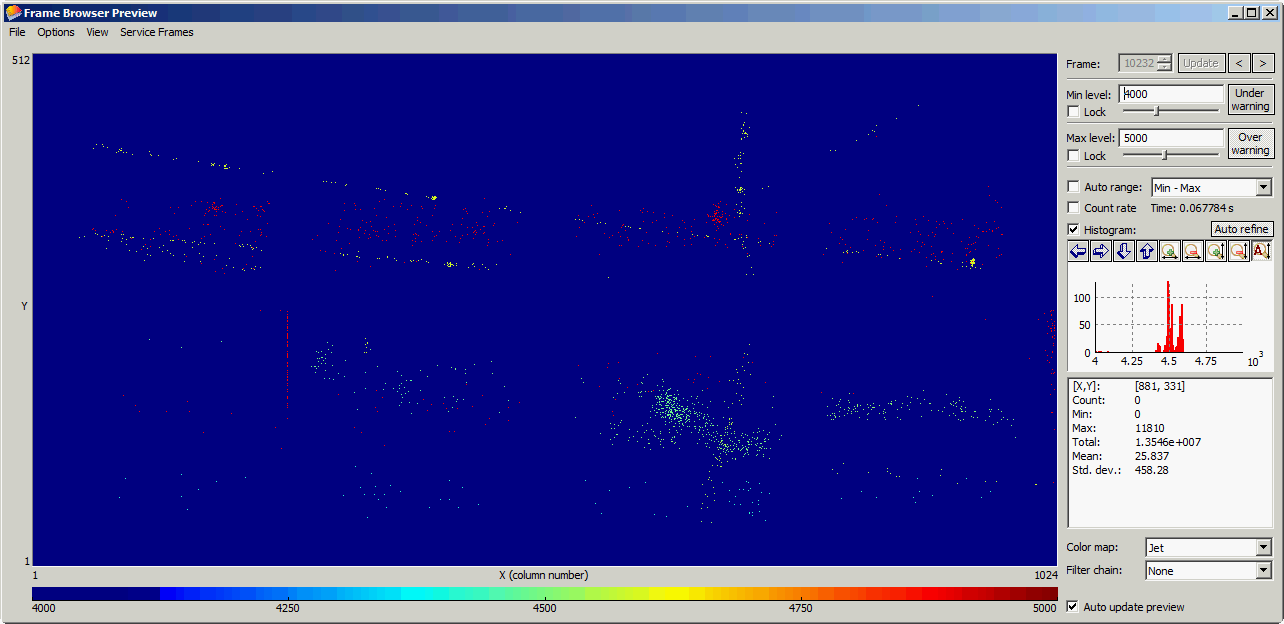 Frame Browser Preview
File Options View Service Frames
512
Y
1
1 X (column number) 1024
4000 4250 4500 4750 5000
Frame: 10232 Update < >
Min level: 4000 Under warning
Lock
Max level: 5000 Over warning
Lock
Auto range: Min - Max
Count rate Time: 0.067784 s
Histogram: Auto refine
A
100
50
0
4 4.25 4.5 4.75 10^3
[X,Y]: [881, 331]
Count: 0
Min: 0
Max: 11810
Total: 1.3546e+007
Mean: 25.837
Std. dev.: 458.28
Color map: Jet
Filter chain: None
Auto update preview